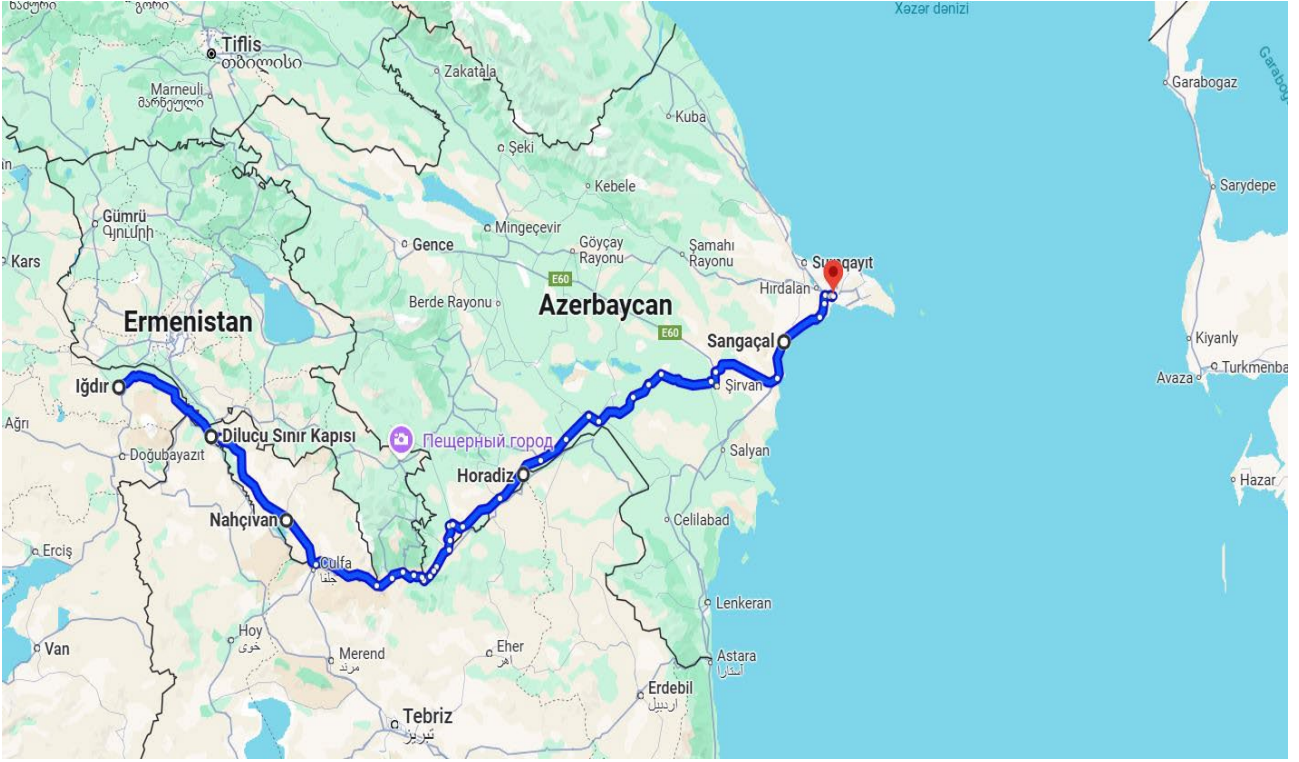 Xəzər dənizi
Tiflis
თბილისი
Zakatala
Marneuli
მარნეული
Garabogaz
Kuba
Şeki
Kebele
Sarydepe
Gümrü
Գյումրի
Mingeçevir
Gence
Göyçay
Rayonu
Şamahı
Rayonu
Kars
Sumqayıt
E60
Hırdalan
Berde Rayonu
Azerbaycan
Ermenistan
E60
Sangaçal
Kiyanly
Turkmenba
Avaza
Iğdır
Şirvan
Ağrı
Dilucu Sınır Kapısı
Пещерный город
Doğubayazıt
Salyan
Horadiz
Hazar
Nahçıvan
Celilabad
Erciş
Culfa
جلفا
Lenkeran
Hoy
خوی
Van
Merend
مرند
Eher
اهر
Astara
آستارا
Erdebil
اردبیل
Tebriz
تبریز